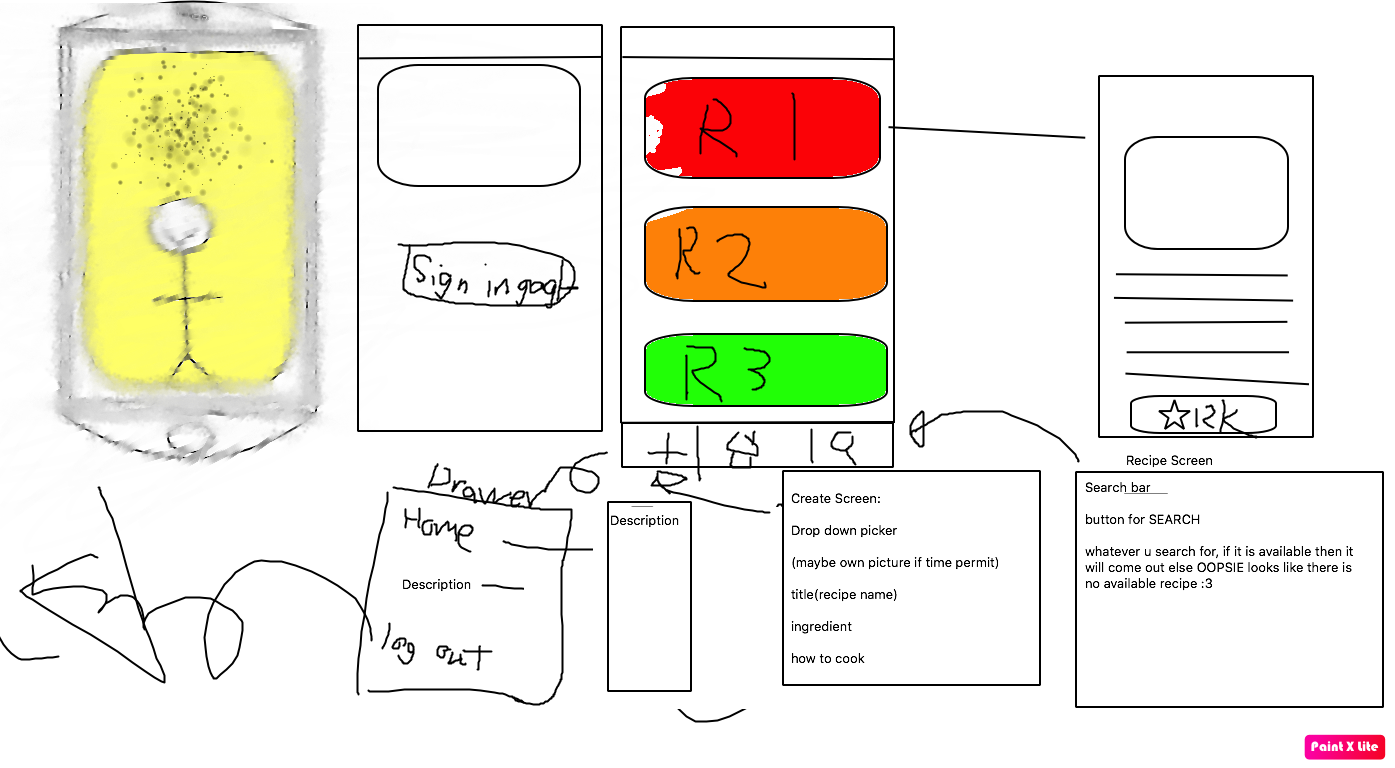 Sign in googl
R 1
R2
R3
☆12K
Recipe Screen
Drawer
Home
Description
log out
Description
Create Screen:
Drop down picker
(maybe own picture if time permit)
title(recipe name)
ingredient
how to cook
Search bar
button for SEARCH
whatever u search for, if it is available then it
will come out else OOPSIE looks like there is
no available recipe :3
Paint X Lite